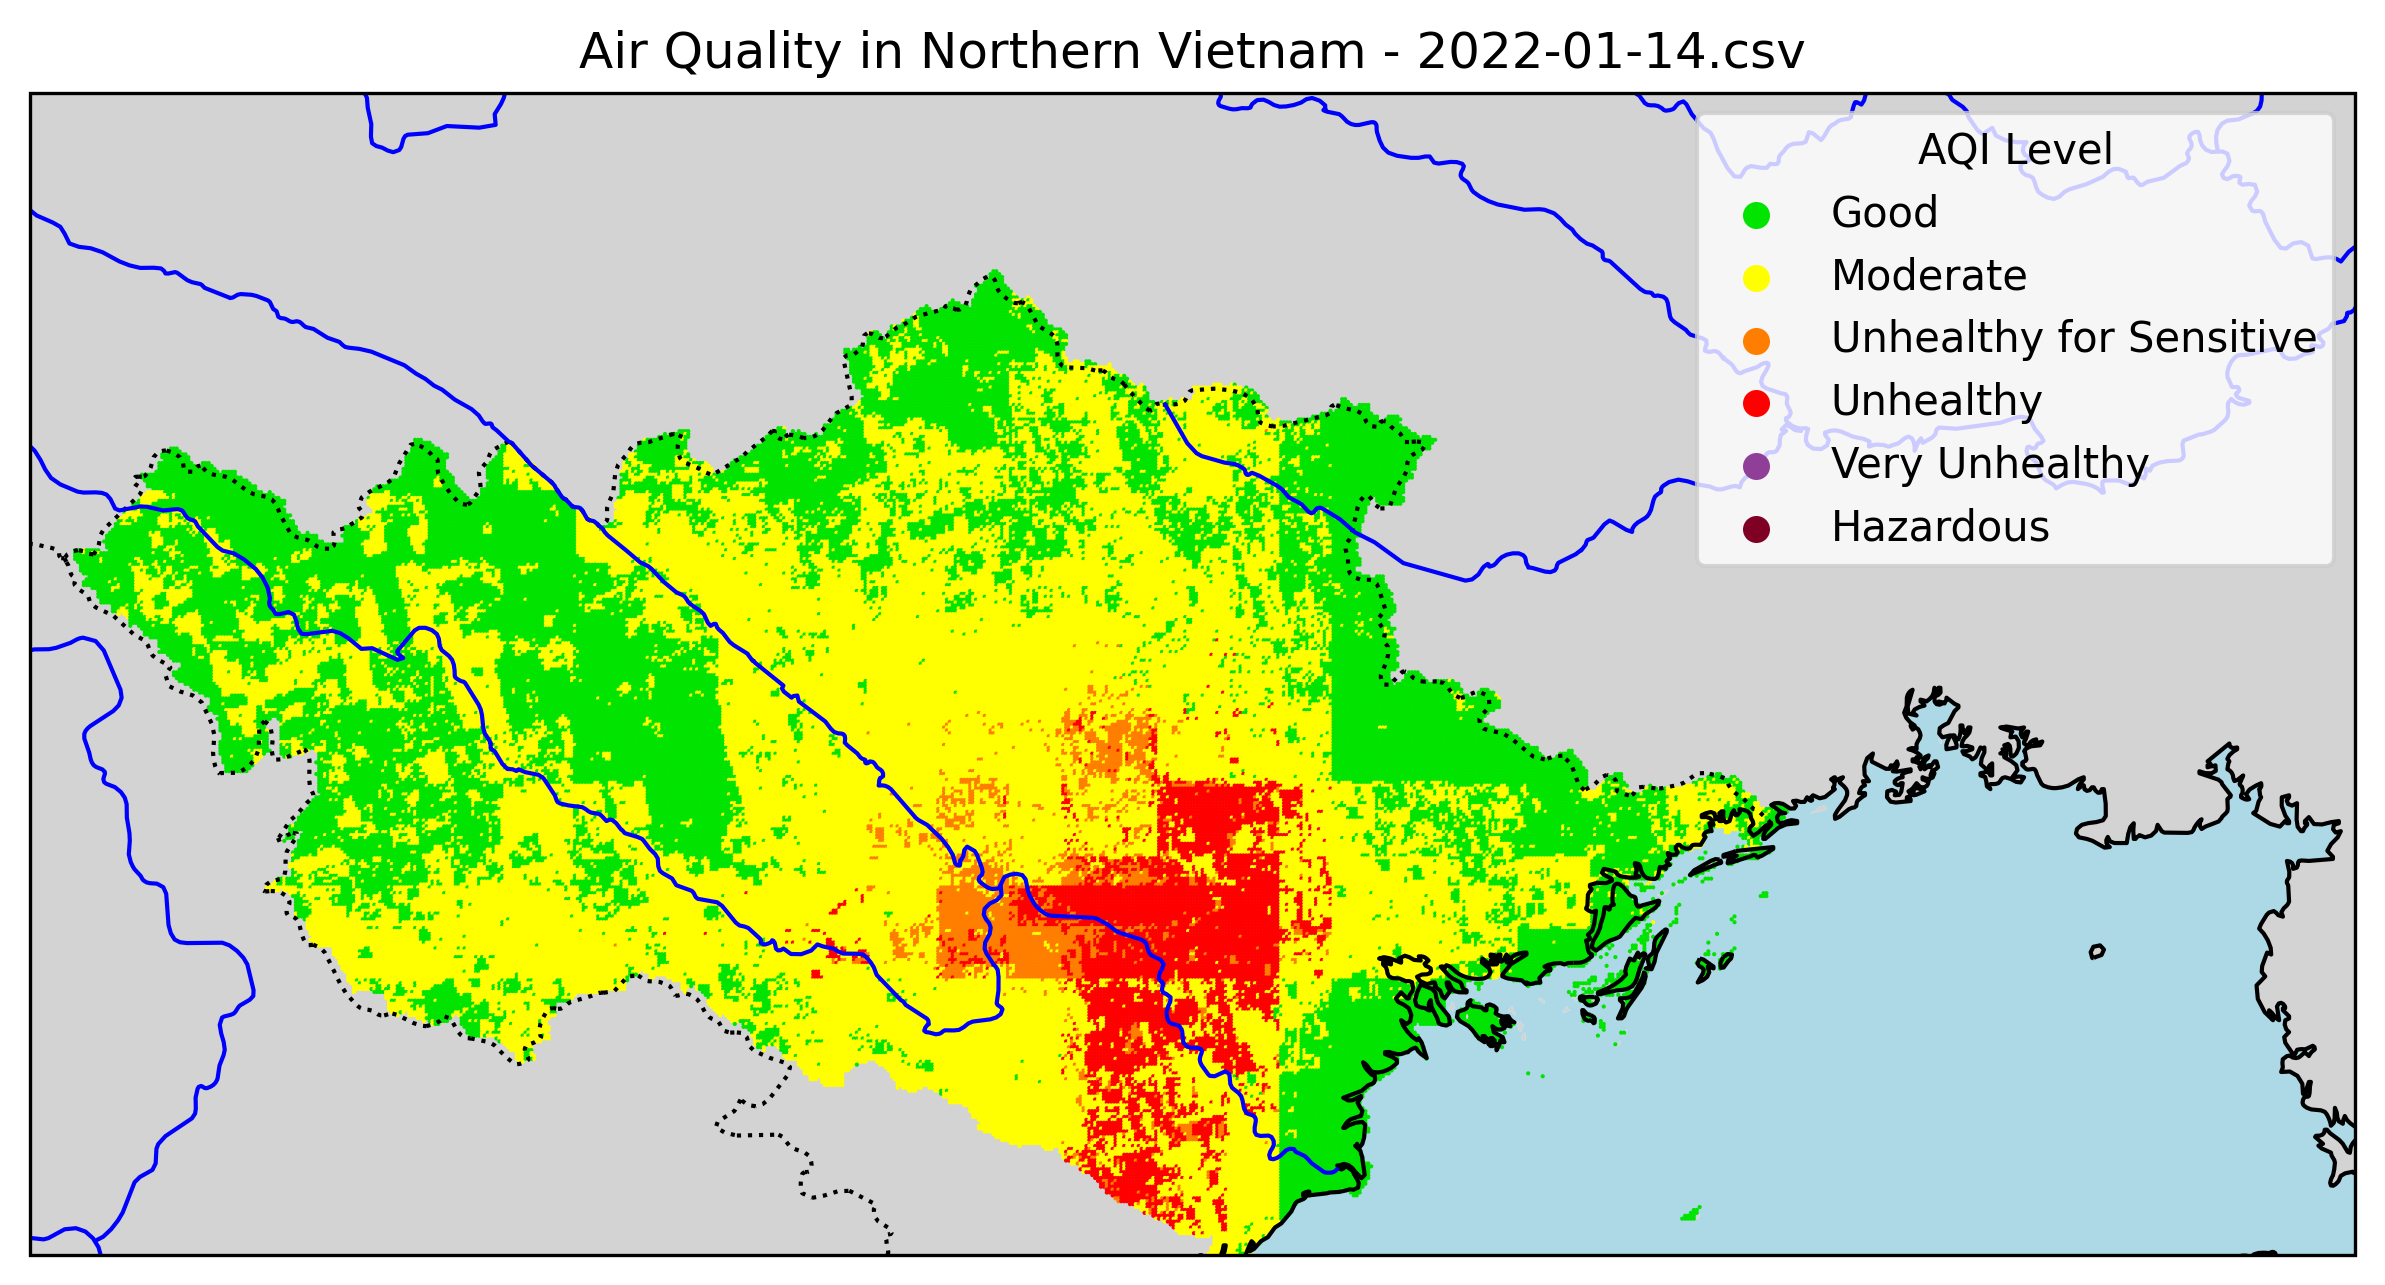 Air Quality in Northern Vietnam - 2022-01-14.csv
AQI Level
Good
Moderate
Unhealthy for Sensitive
Unhealthy
Very Unhealthy
Hazardous